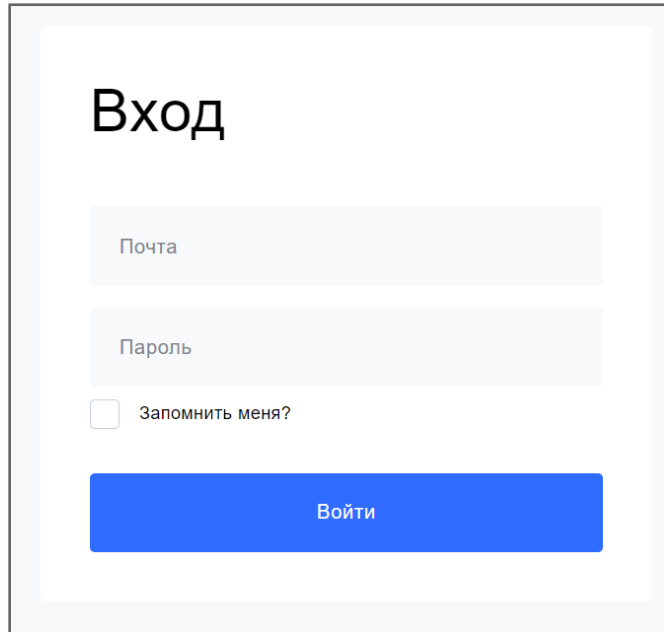 Вход
Почта
Пароль
Запомнить меня?
Войти